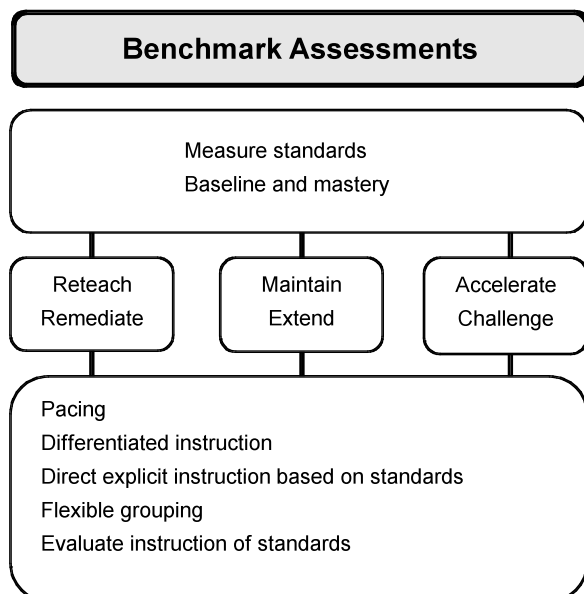 Benchmark Assessments
Measure standards
Baseline and mastery
Reteach
Remediate
Maintain
Extend
Accelerate
Challenge
Pacing
Differentiated instruction
Direct explicit instruction based on standards
Flexible grouping
Evaluate instruction of standards